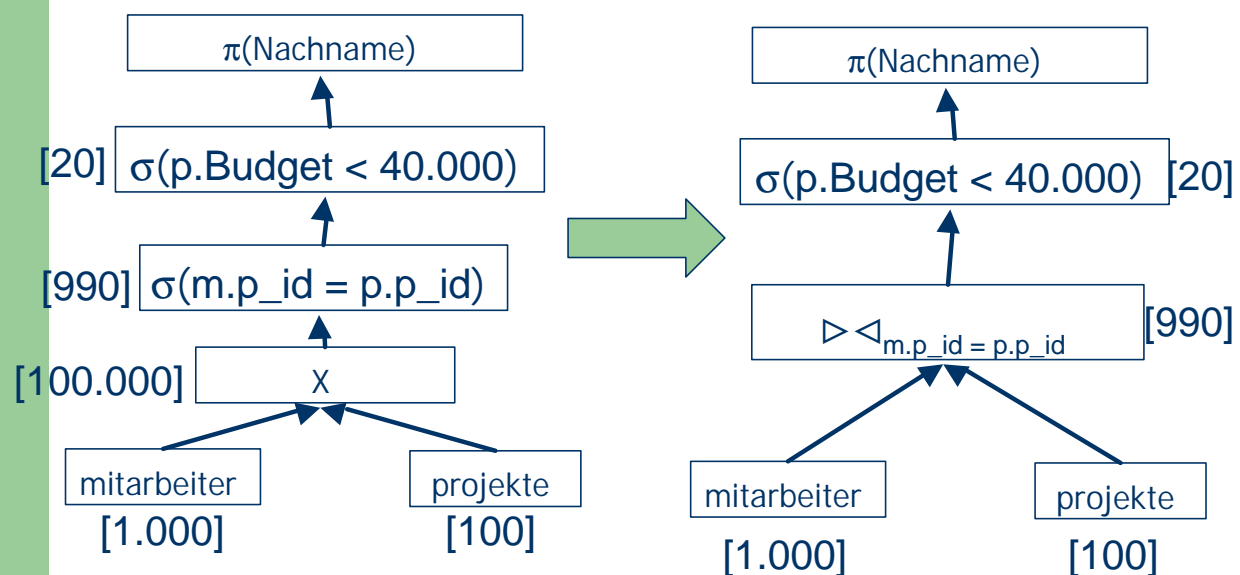 π(Nachname)
[20] σ(p.Budget < 40.000)
[990] σ(m.p_id = p.p_id)
[100.000] X
mitarbeiter projekte
[1.000] [100]
π(Nachname)
σ(p.Budget < 40.000) [20]
▷◁m.p_id = p.p_id [990]
mitarbeiter projekte
[1.000] [100]